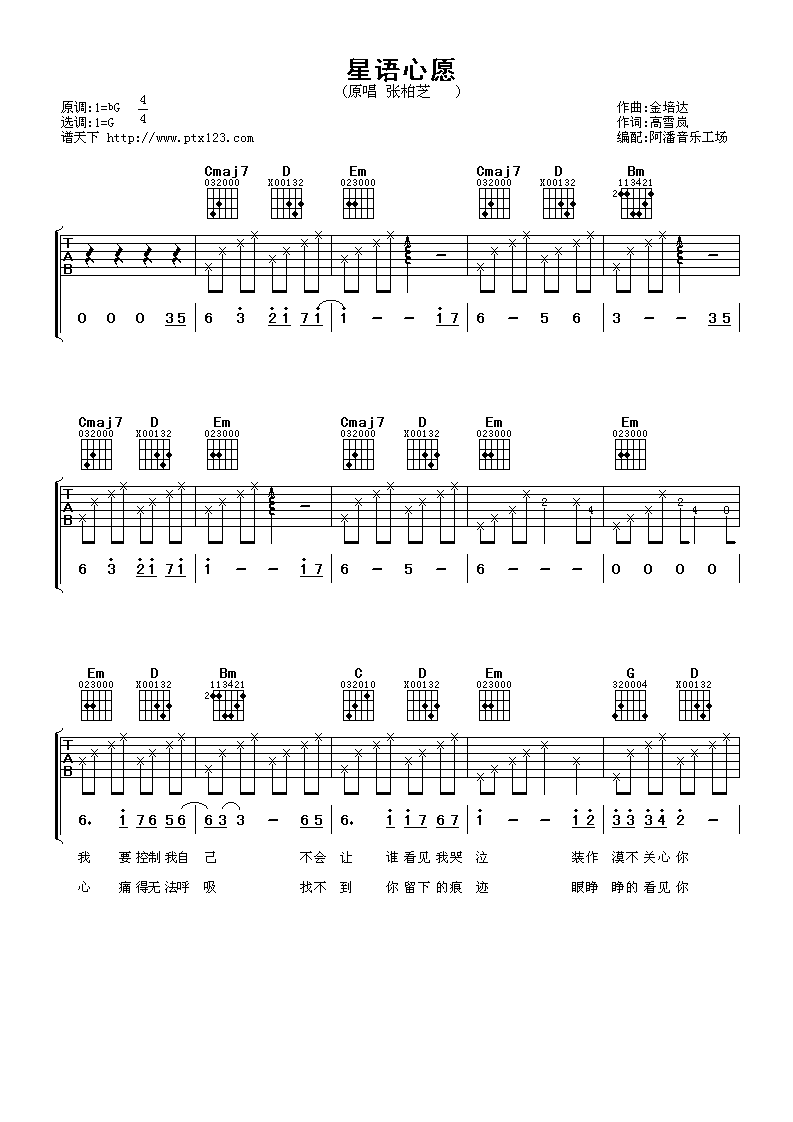 星语心愿
(原唱 张柏芝 )
原调:1=bG 4/4
选调:1=G
谱天下 http://www.ptx123.com
作曲:金培达
作词:高雪岚
编配:阿潘音乐工场
Cmaj7 D Em Cmaj7 D Bm
032000 X00132 023000 032000 X00132 113421
2
T
A
B
0 0 0 35 6 3 21 71 1 - - 17 6 - 5 6 3 - - 35
Cmaj7 D Em Cmaj7 D Em Em
032000 X00132 023000 032000 X00132 023000 023000
T
A
B
2 4 2 4 0
6 3 21 71 1 - - 17 6 - 5 - 6 - - - 0 0 0 0
Em D Bm C D Em G D
023000 X00132 113421 032010 X00132 023000 320004 X00132
2
T
A
B
6. 1 76 56 63 3 - 65 6. 1 17 67 1 - - 12 33 34 2 -
我 要控制我自 己 不会 让 谁看见我哭 泣 装作 漠不关心你
心 痛得无法呼 吸 找不 到 你留下的痕 迹 眼睁 睁的看见你